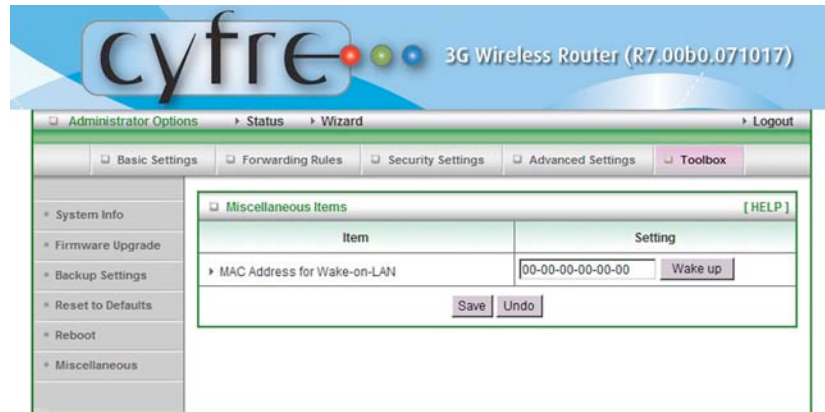 cyfre 3G Wireless Router (R7.00b0.071017)
Administrator Options Status Wizard Logout
Basic Settings Forwarding Rules Security Settings Advanced Settings Toolbox
System Info
Firmware Upgrade
Backup Settings
Reset to Defaults
Reboot
Miscellaneous
Miscellaneous Items [HELP]
Item Setting
MAC Address for Wake-on-LAN 00-00-00-00-00-00 Wake up
Save Undo